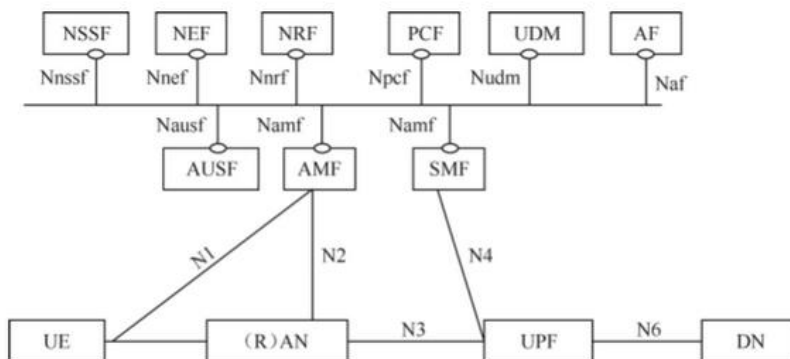 NSSF NEF NRF PCF UDM AF
Nnssf Nnef Nnrf Npcf Nudm Naf
Nausf Namf Namf
AUSF AMF SMF
N1 N2 N4
UE (R)AN N3 UPF N6 DN